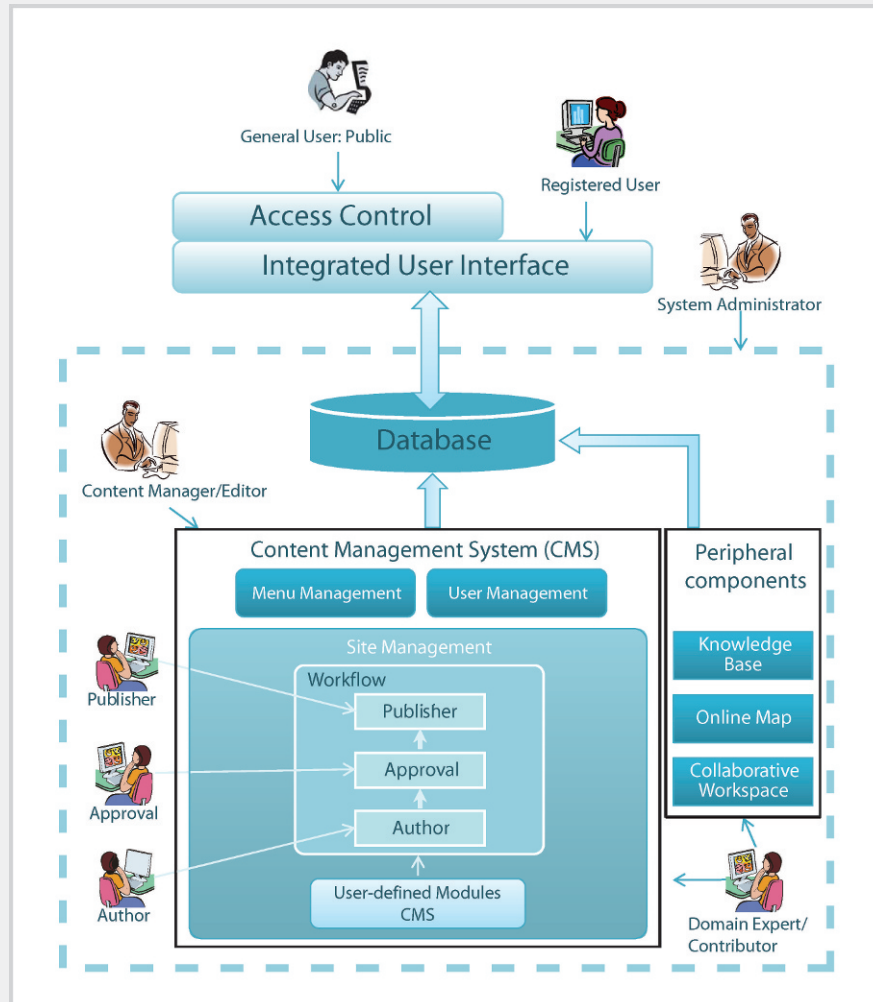 General User: Public
Registered User
Access Control
Integrated User Interface
System Administrator
Database
Content Manager/Editor
Content Management System (CMS)
Menu Management
User Management
Peripheral
components
Site Management
Workflow
Publisher
Publisher
Approval
Approval
Author
Author
User-defined Modules
CMS
Knowledge
Base
Online Map
Collaborative
Workspace
Domain Expert/
Contributor